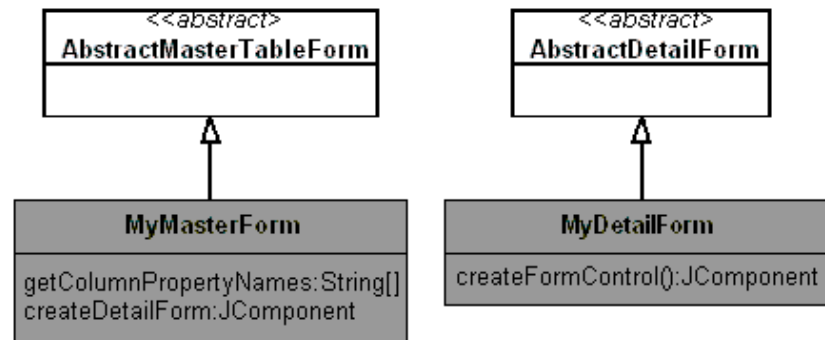 <<abstract>
AbstractMasterTableForm
<<abstract>
AbstractDetailForm
MyMasterForm
getColumnPropertyNames:String[]
createDetailForm:JComponent
MyDetailForm
createFormControl():JComponent